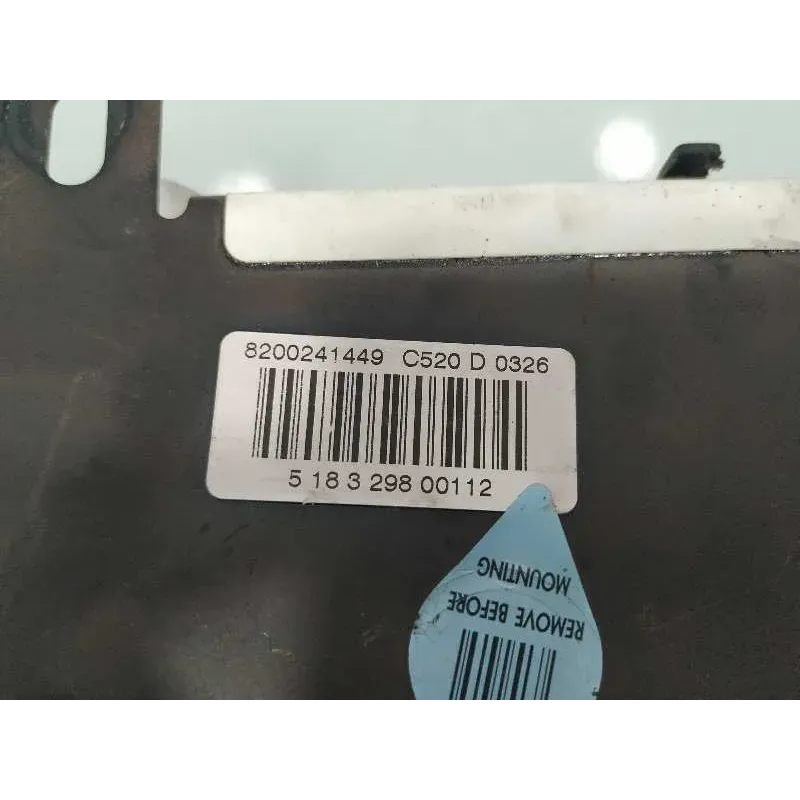 8200241449 C520 D 0326
5 18 3 298 00112
REMOVE BEFORE
MOUNTING